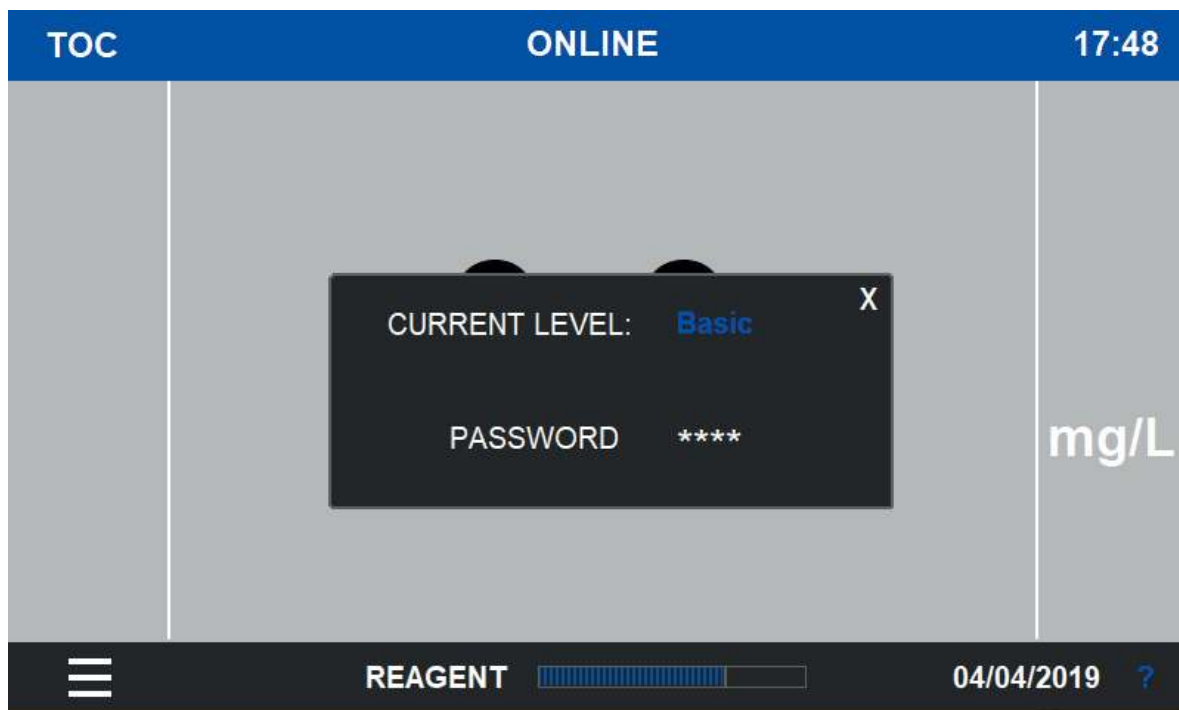 TOC ONLINE 17:48
CURRENT LEVEL: Basic X
PASSWORD ****
mg/L
REAGENT 04/04/2019 ?